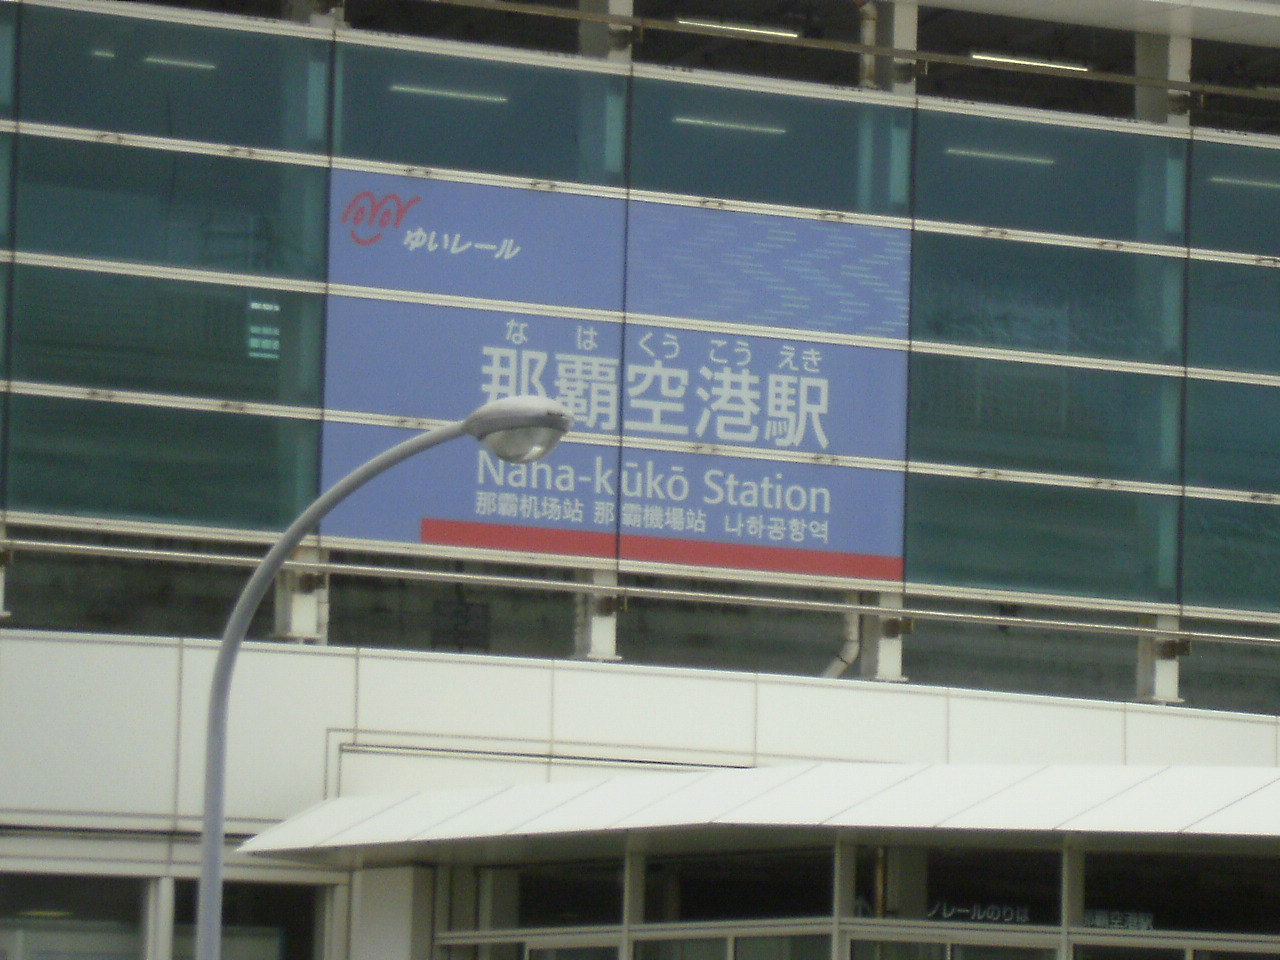 ゆいレール
な は くう こう えき
那覇空港駅
Naha-kūkō Station
那霸机场站 那霸機場站 나하공항역
ノレールのりば
那覇空港駅